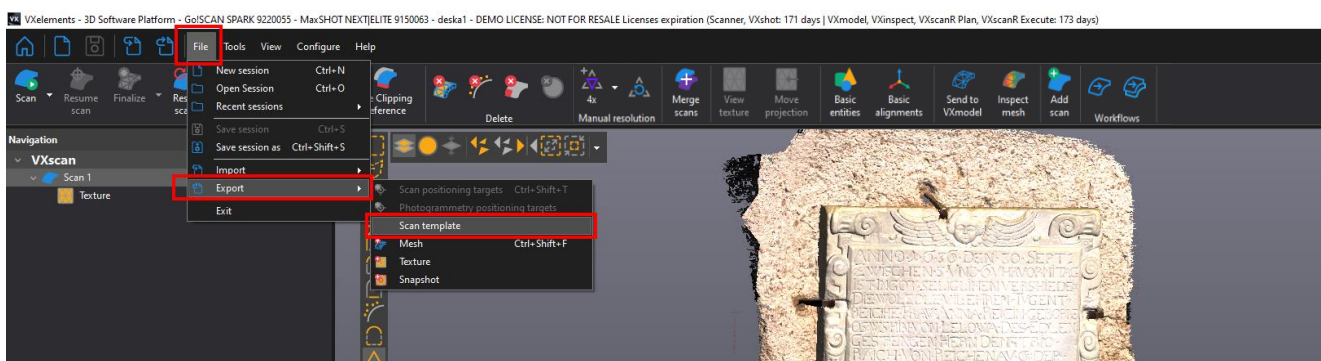 VXelements - 3D Software Platform - Go!SCAN SPARK 9220055 - MaxSHOT NEXT|ELITE 9150063 - deska1 - DEMO LICENSE: NOT FOR RESALE Licenses expiration (Scanner, VXshot: 171 days | VXmodel, VXinspect, VXscanR Plan, VXscanR Execute: 173 days)
File Tools View Configure Help
Scan
Resume scan
Finalize
Res
sca
e Clipping
eference
Delete
4x
Manual resolution
Merge scans
View texture
Move projection
Basic entities
Basic alignments
Send to VXmodel
Inspect mesh
Add scan
Workflows
New session Ctrl+N
Open Session Ctrl+O
Recent sessions
Save session Ctrl+S
Save session as Ctrl+Shift+S
Import
Export
Exit
Scan positioning targets Ctrl+Shift+T
Photogrammetry positioning targets
Scan template
Mesh Ctrl+Shift+F
Texture
Snapshot
Navigation
VXscan
Scan 1
Texture